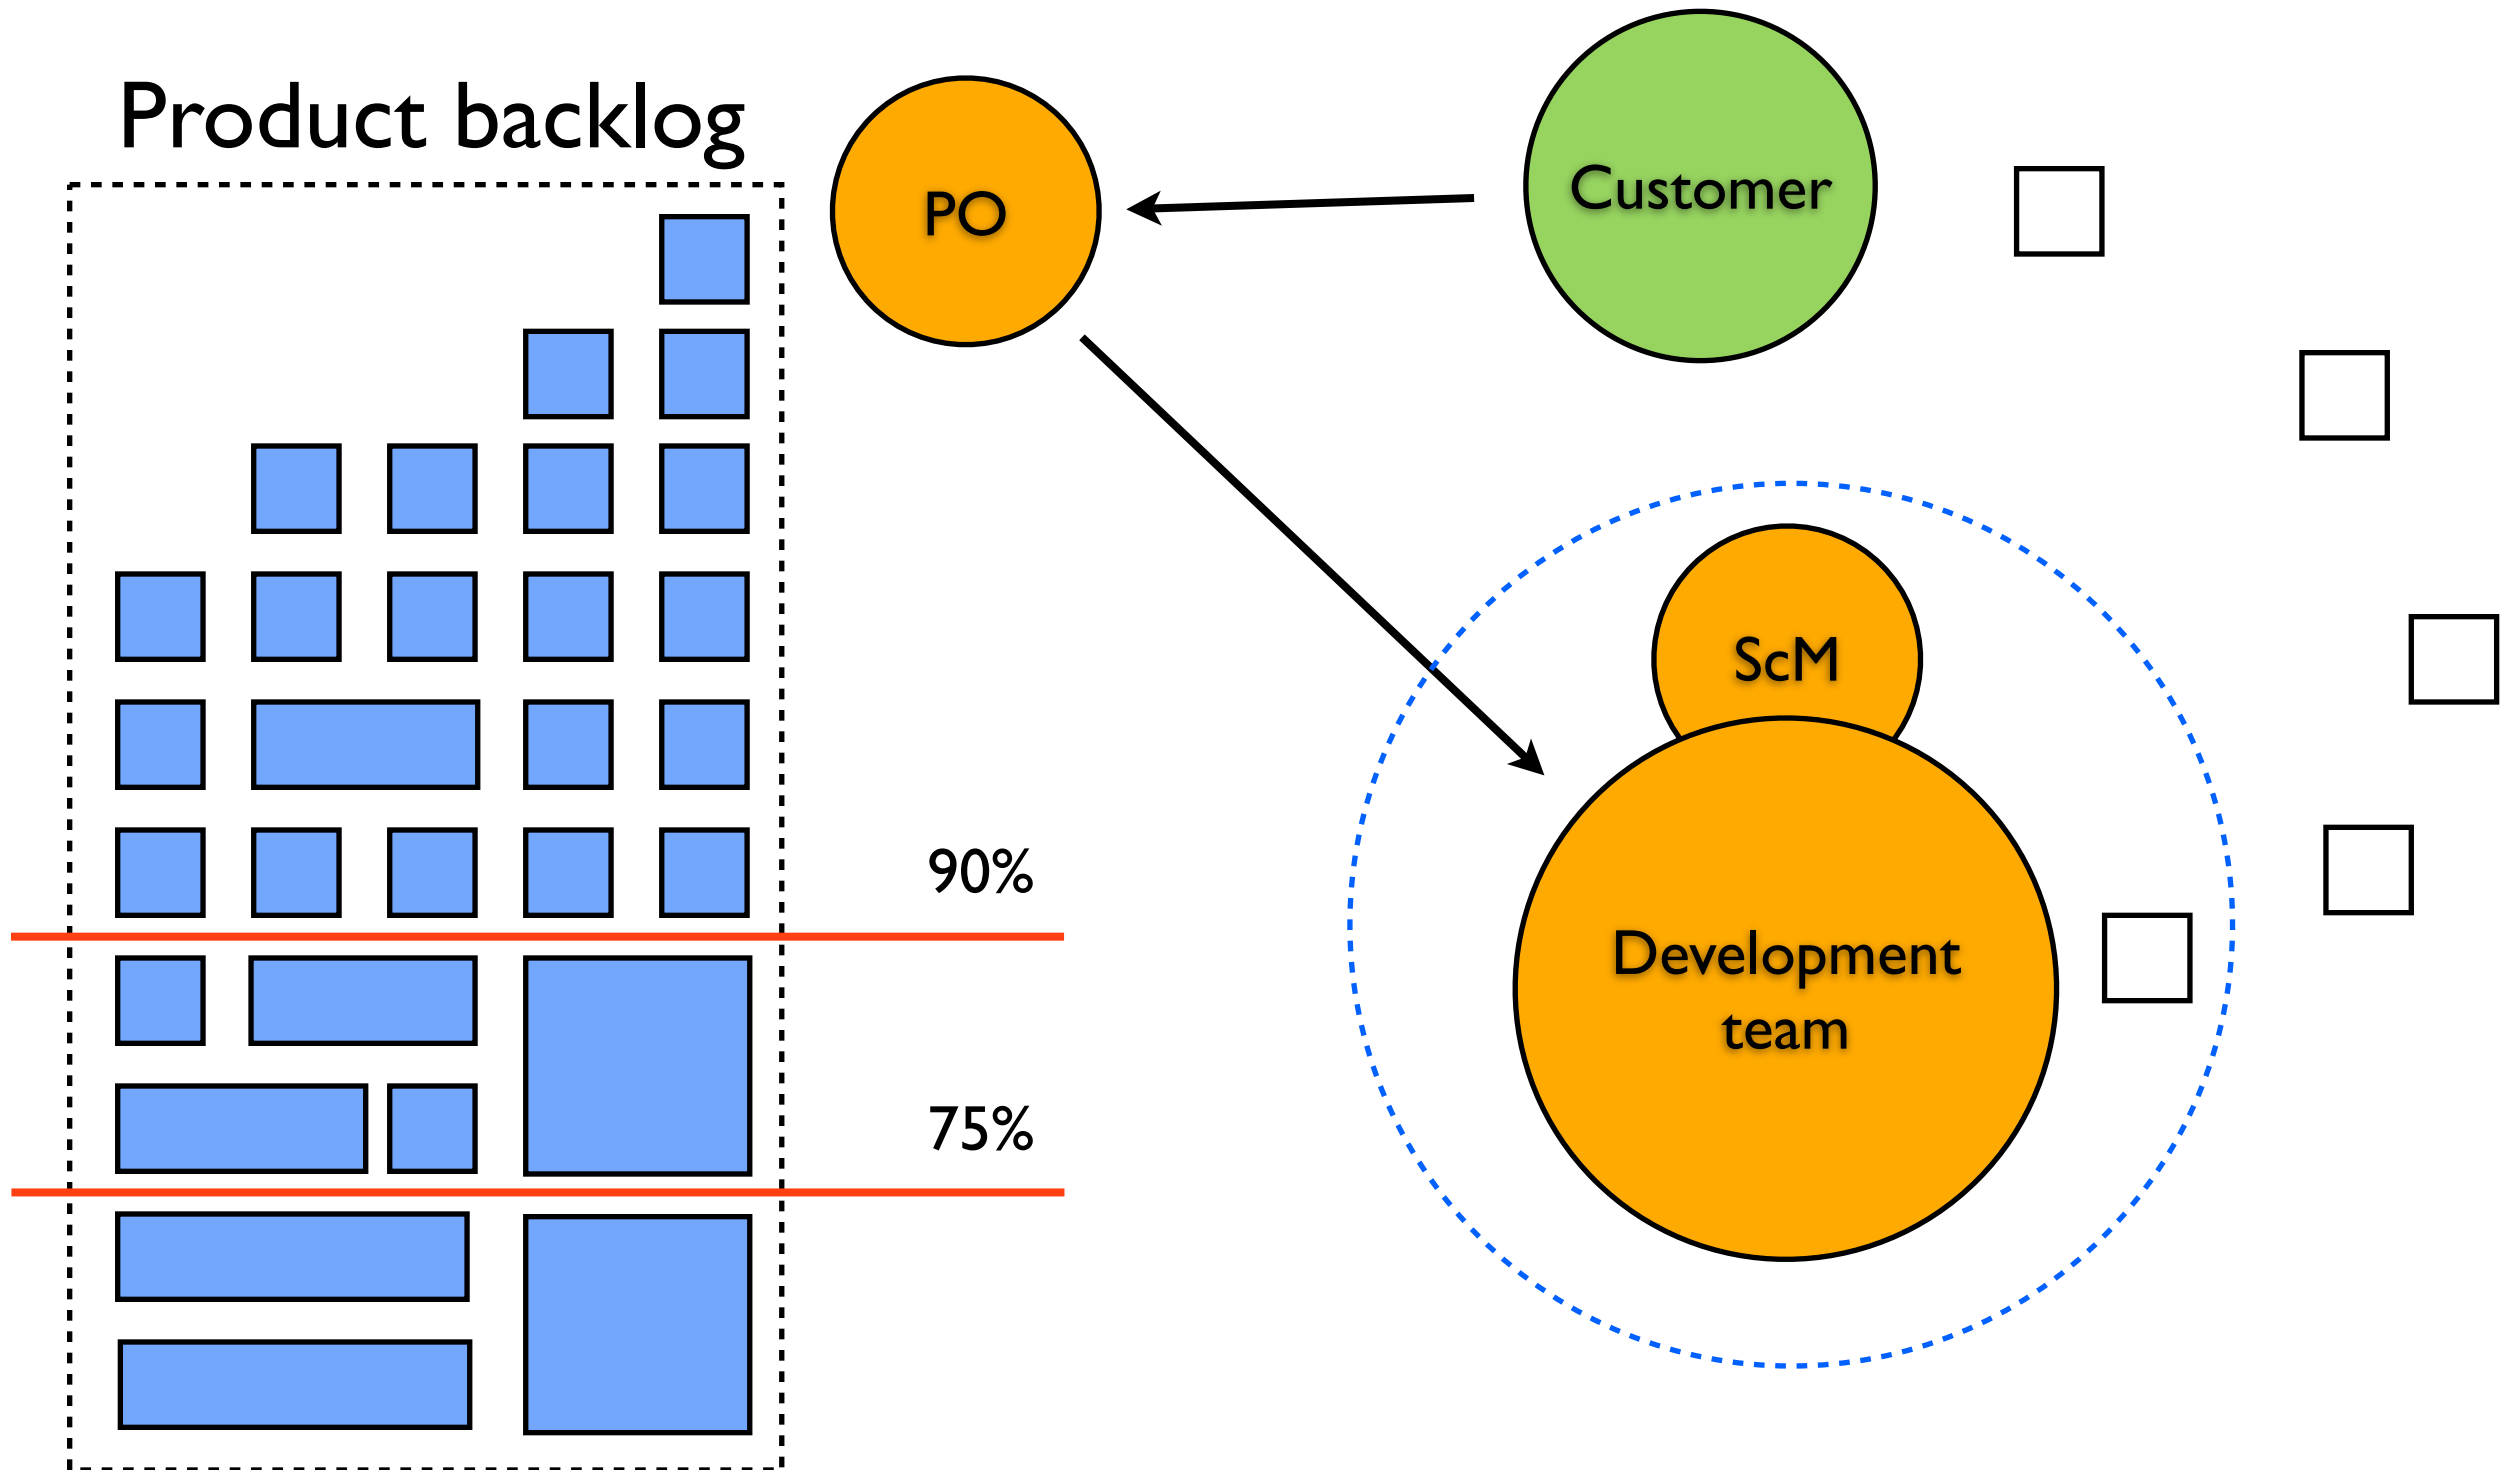 Product backlog
PO
Customer
ScM
90%
Development
team
75%